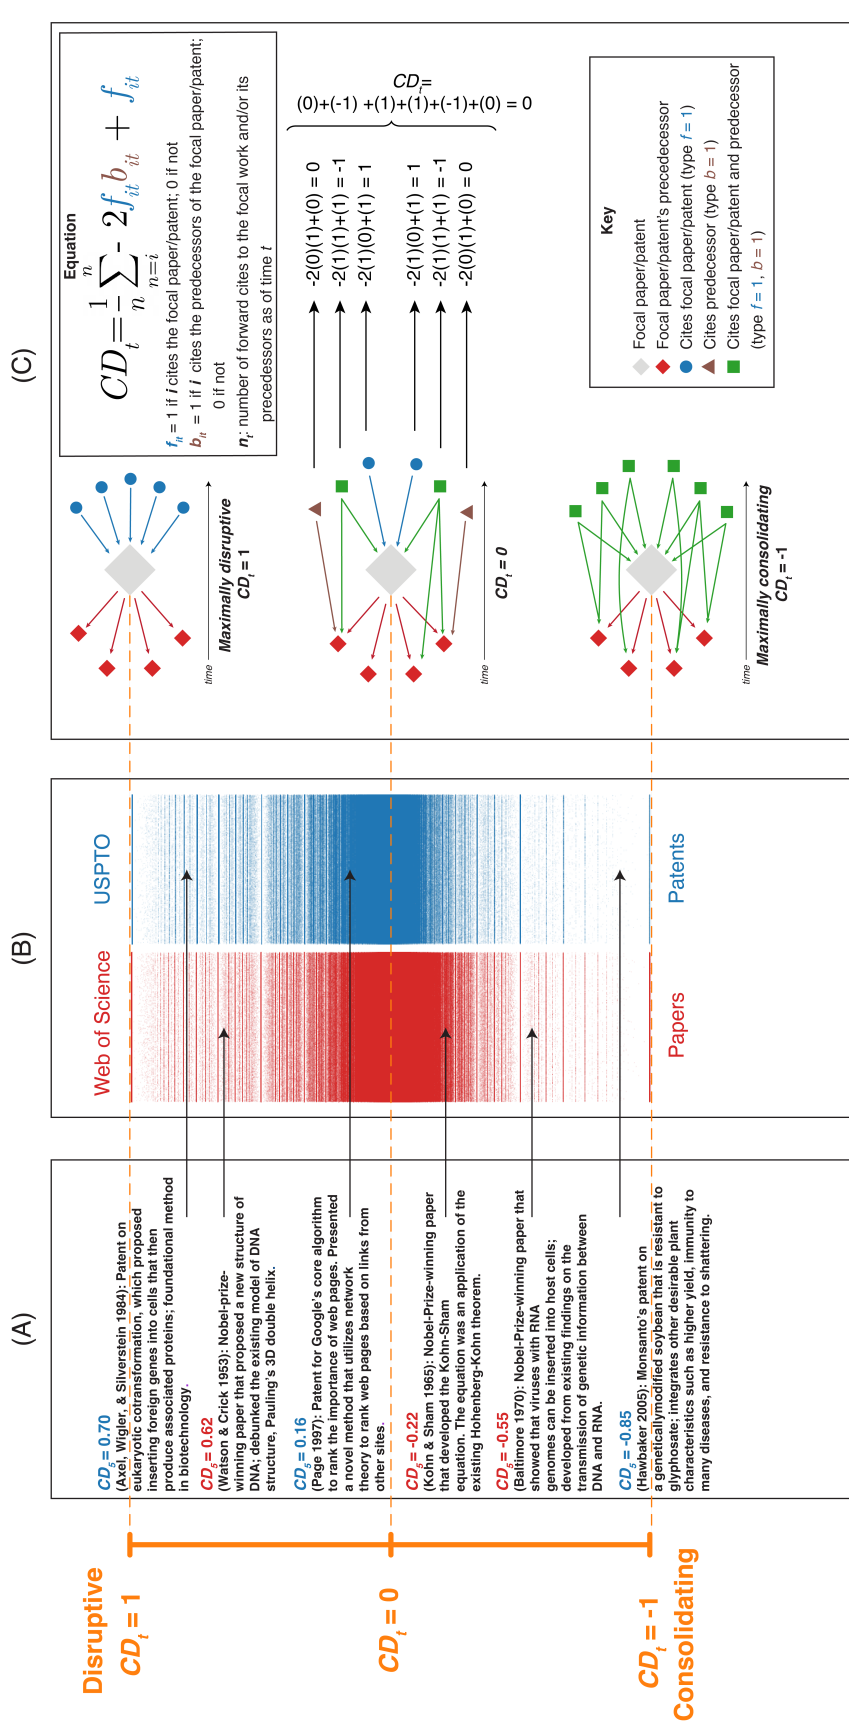 Disruptive
CDt = 1
CDt = 0
CDt = -1
Consolidating
(A)
CD5 = 0.70
(Axel, Wigler, & Silverstein 1984): Patent on
eukaryotic cotransformation, which proposed
inserting foreign genes into cells that then
produce associated proteins; foundational method
in biotechnology.
CD5 = 0.62
(Watson & Crick 1953): Nobel-prize-
winning paper that proposed a new structure of
DNA; debunked the existing model of DNA
structure, Pauling's 3D double helix.
CD5 = 0.16
(Page 1997): Patent for Google's core algorithm
to rank the importance of web pages. Presented
a novel method that utilizes network
theory to rank web pages based on links from
other sites.
CD5 = -0.22
(Kohn & Sham 1965): Nobel-Prize-winning paper
that developed the Kohn-Sham
equation. The equation was an application of the
existing Hohenberg-Kohn theorem.
CD5 = -0.55
(Baltimore 1970): Nobel-Prize-winning paper that
showed that viruses with RNA
genomes can be inserted into host cells;
developed from existing findings on the
transmission of genetic information between
DNA and RNA.
CD5 = -0.85
(Hawbaker 2005): Monsanto's patent on
a geneticallymodified soybean that is resistant to
glyphosate; integrates other desirable plant
characteristics such as higher yield, immunity to
many diseases, and resistance to shattering.
(B)
Web of Science
USPTO
Papers
Patents
(C)
time
Maximally disruptive
CDt = 1
Equation
CDt = 1/n n∑n=i - 2fitbit + fit
fit = 1 if i cites the focal paper/patent; 0 if not
bit = 1 if i cites the predecessors of the focal paper/patent;
0 if not
nt: number of forward cites to the focal work and/or its
precedessors as of time t
-2(0)(1)+(0) = 0
-2(1)(1)+(1) = -1
-2(1)(0)+(1) = 1
-2(1)(0)+(1) = 1
-2(1)(1)+(1) = -1
-2(0)(1)+(0) = 0
CDt=
(0)+(-1) +(1)+(1)+(-1)+(0) = 0
time
CDt = 0
time
Maximally consolidating
CDt = -1
Key
Focal paper/patent
Focal paper/patent's precedecessor
Cites focal paper/patent (type f = 1)
Cites predecessor (type b = 1)
Cites focal paper/patent and predecessor
(type f = 1, b = 1)